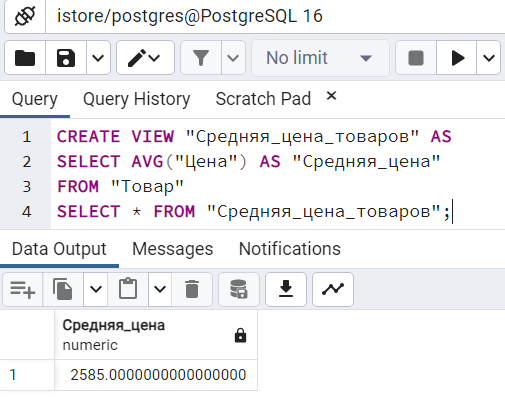 istore/postgres@PostgreSQL 16
No limit
Query Query History Scratch Pad ×
1 CREATE VIEW "Средняя_цена_товаров" AS
2 SELECT AVG("Цена") AS "Средняя_цена"
3 FROM "Товар"
4 SELECT * FROM "Средняя_цена_товаров";
Data Output Messages Notifications
Средняя_цена
numeric
1 2585.0000000000000000